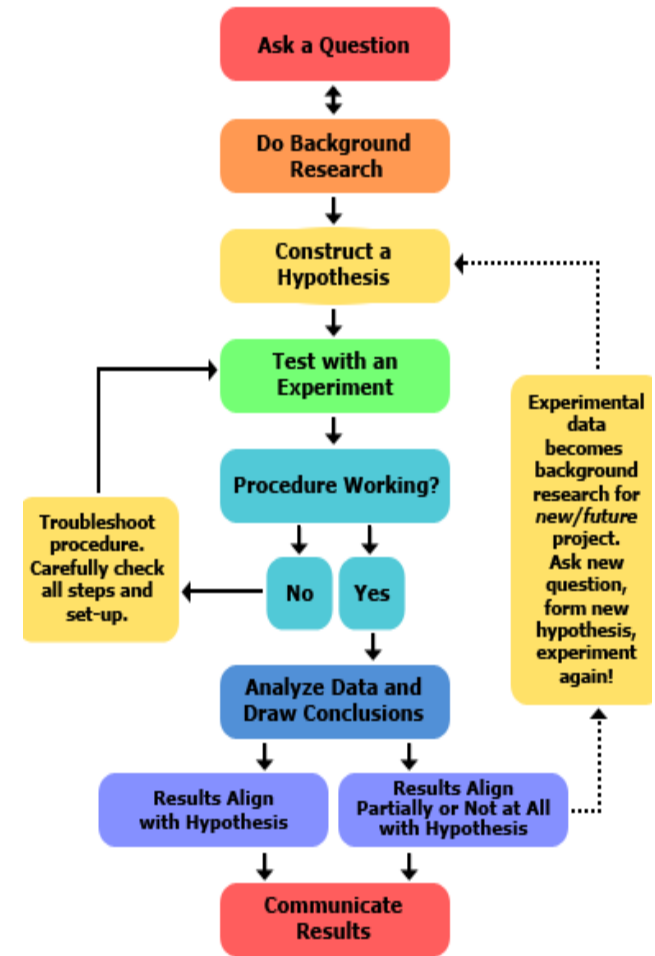 Ask a Question
Do Background
Research
Construct a
Hypothesis
Test with an
Experiment
Procedure Working?
No
Yes
Troubleshoot
procedure.
Carefully check
all steps and
set-up.
Experimental
data
becomes
background
research for
new/future
project.
Ask new
question,
form new
hypothesis,
experiment
again!
Analyze Data and
Draw Conclusions
Results Align
with Hypothesis
Results Align
Partially or Not at All
with Hypothesis
Communicate
Results